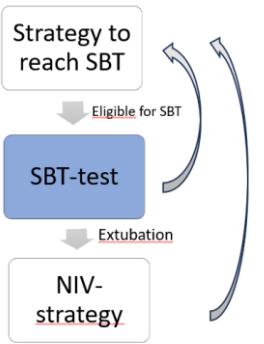 Strategy to
reach SBT
Eligible for SBT
SBT-test
Extubation
NIV-
strategy